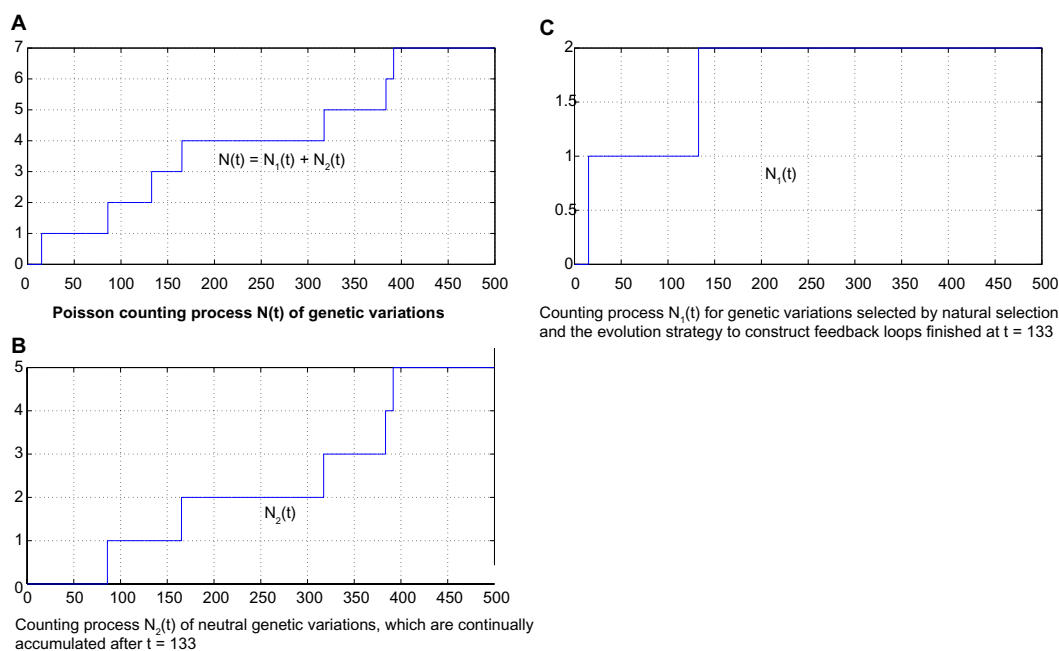 A
7
6
5
4
3
2
1
0
N(t) = N1(t) + N2(t)
0 50 100 150 200 250 300 350 400 450 500
Poisson counting process N(t) of genetic variations
B
5
4
3
2
1
0
N2(t)
0 50 100 150 200 250 300 350 400 450 500
Counting process N2(t) of neutral genetic variations, which are continually
accumulated after t = 133
C
2
1.5
1
0.5
0
N1(t)
0 50 100 150 200 250 300 350 400 450 500
Counting process N1(t) for genetic variations selected by natural selection
and the evolution strategy to construct feedback loops finished at t = 133